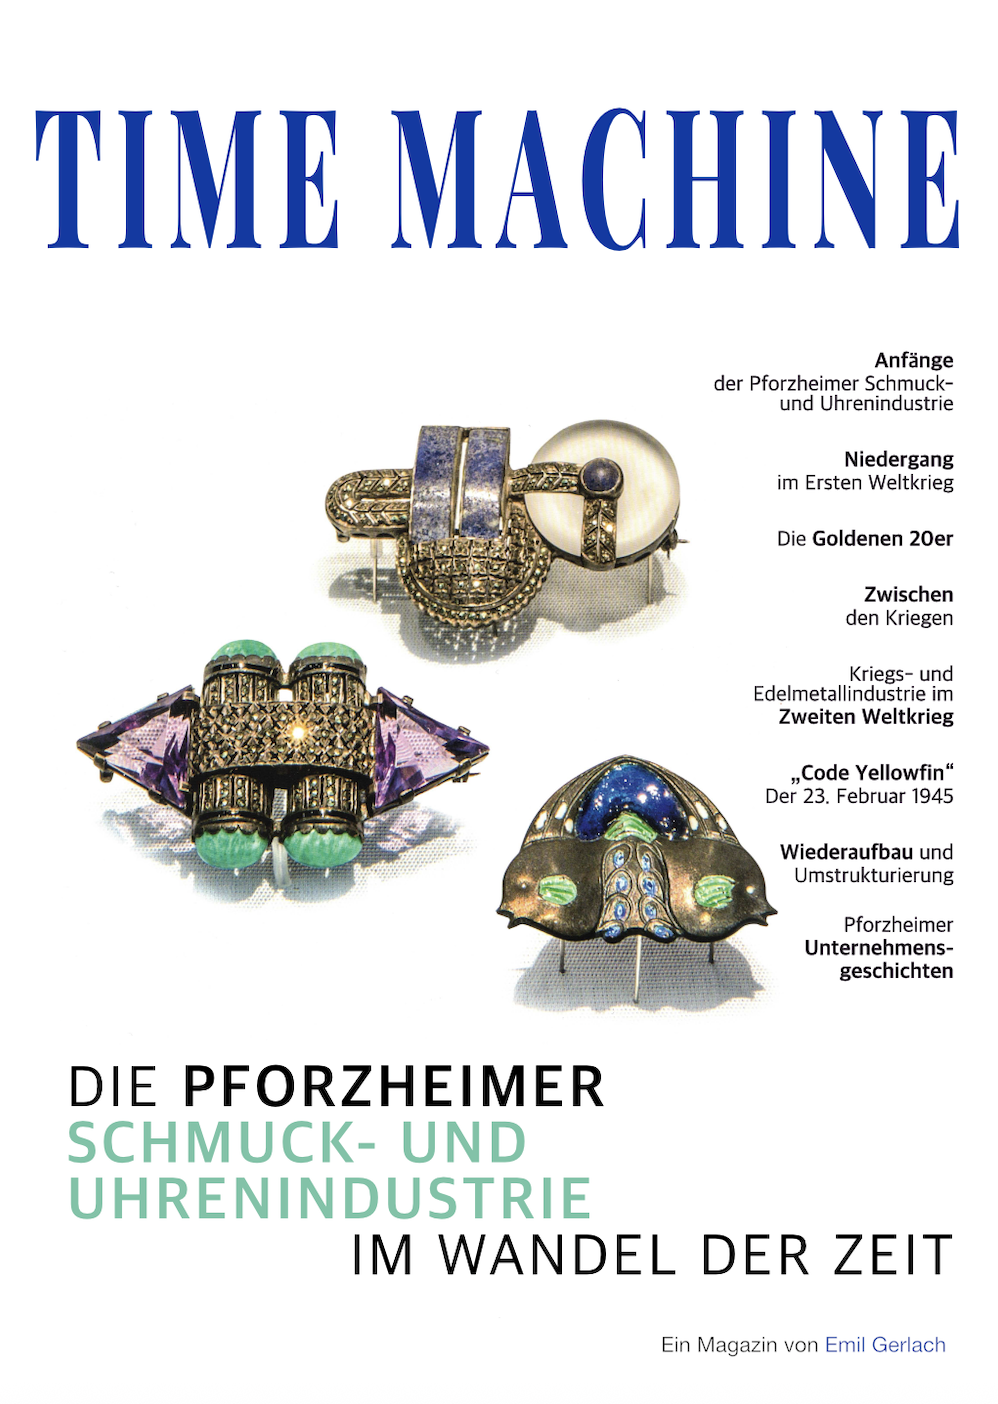 TIME MACHINE
Anfänge
der Pforzheimer Schmuck-
und Uhrenindustrie
Niedergang
im Ersten Weltkrieg
Die Goldenen 20er
Zwischen
den Kriegen
Kriegs- und
Edelmetallindustrie im
Zweiten Weltkrieg
„Code Yellowfin“
Der 23. Februar 1945
Wiederaufbau und
Umstrukturierung
Pforzheimer
Unternehmens-
geschichten
DIE PFORZHEIMER
SCHMUCK- UND
UHRENINDUSTRIE
IM WANDEL DER ZEIT
Ein Magazin von Emil Gerlach